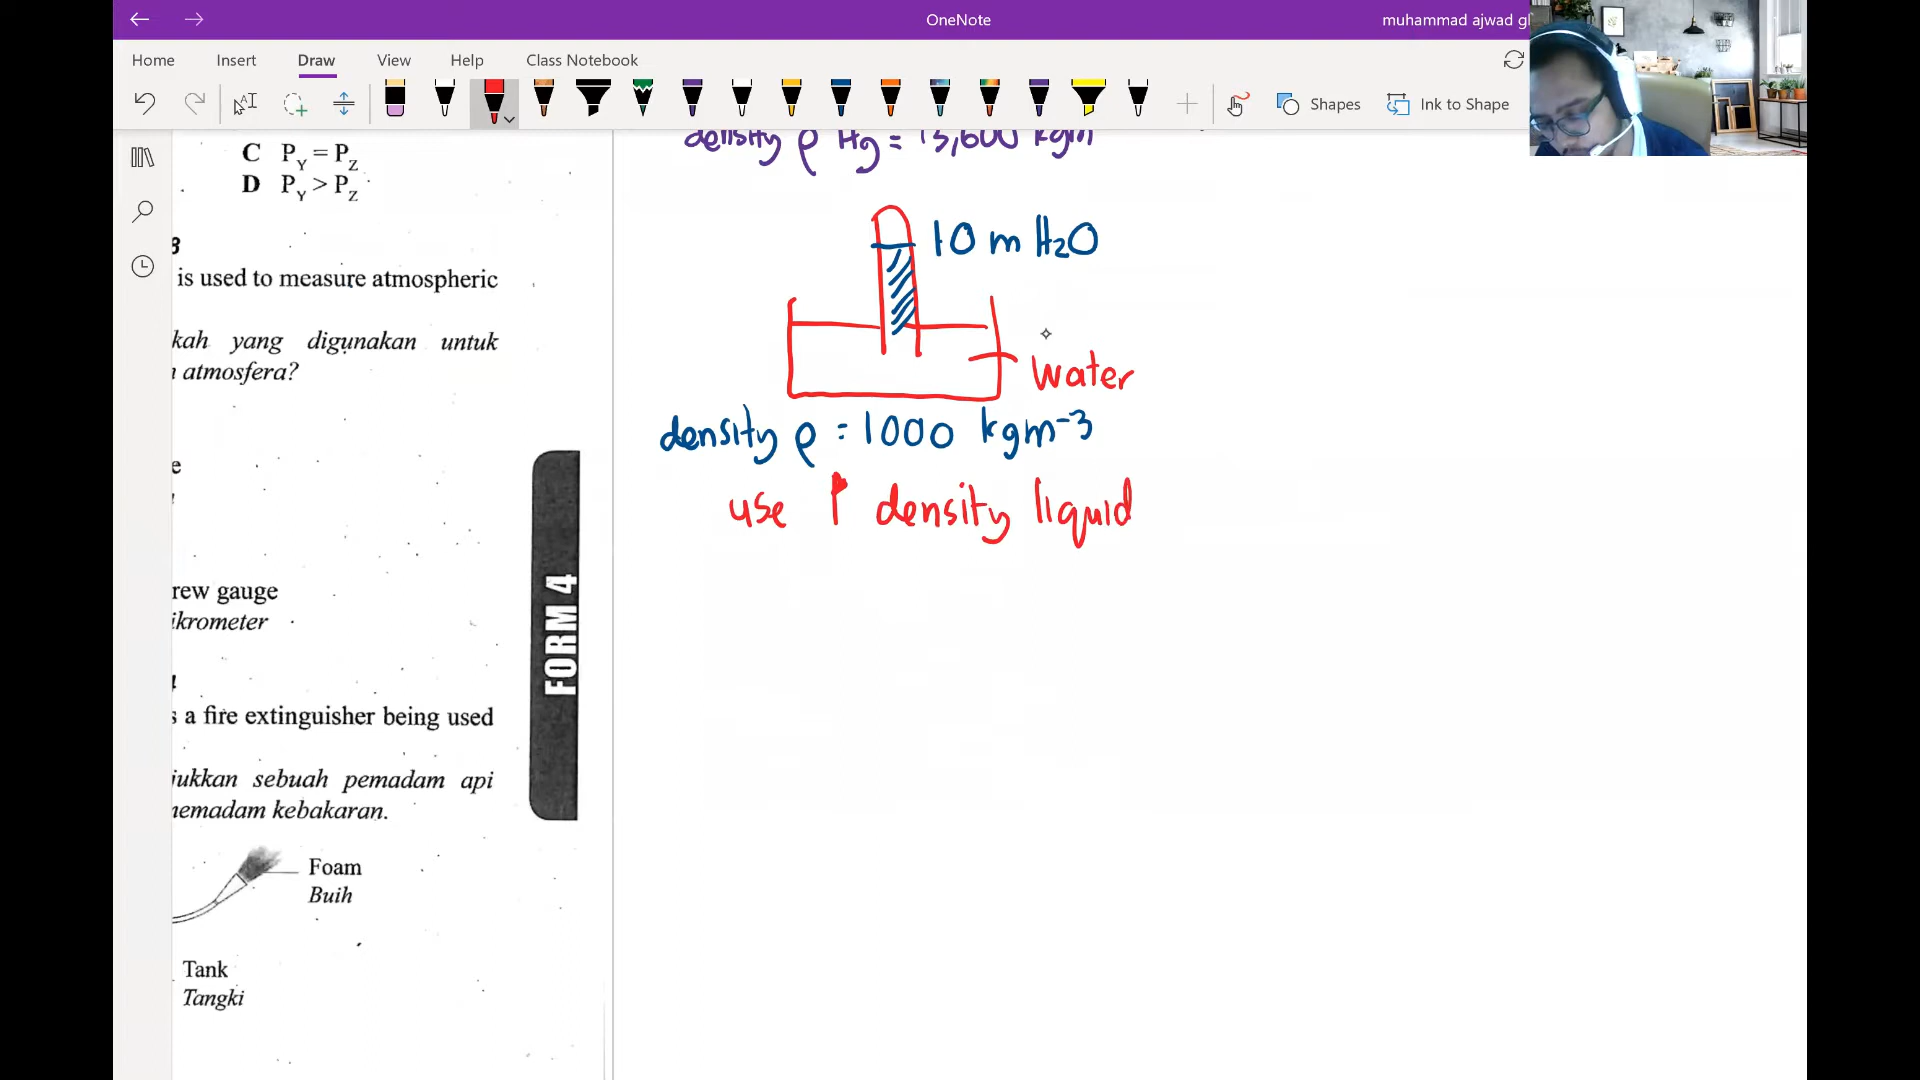 OneNote
muhammad ajwad gh
Home Insert Draw View Help Class Notebook
Shapes Ink to Shape
C P_Y = P_Z
D P_Y > P_Z
is used to measure atmospheric
kah yang digunakan untuk
atmosfera?
e
rew gauge
ikrometer
s a fire extinguisher being used
jukkan sebuah pemadam api
memadam kebakaran.
Foam
Buih
Tank
Tangki
FORM 4
density ρ Hg = 13,600 kgm
10 m H₂O
water
density ρ = 1000 kgm⁻³
use ↑ density liquid